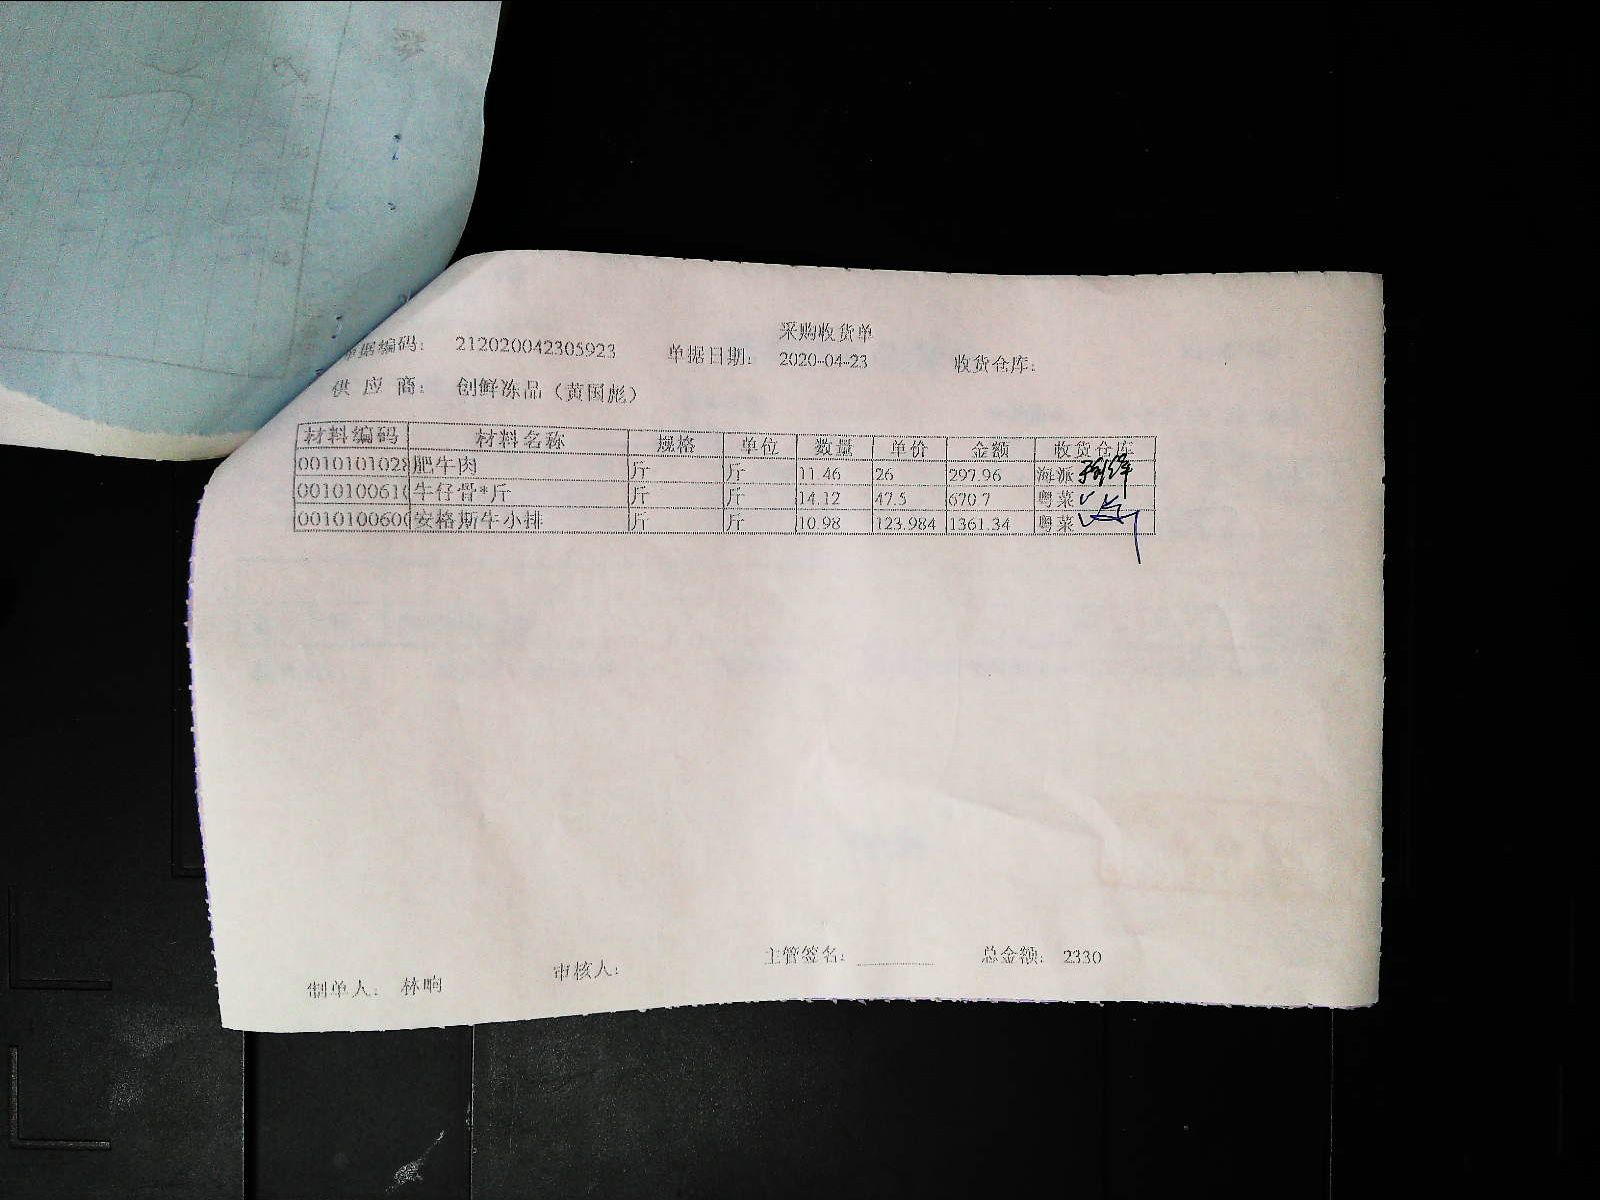 采购收货单
单据编码： 212020042305923 单据日期： 2020-04-23 收货仓库：
供 应 商： 创鲜冻品（黄国彪）
材料编码 材料名称 规格 单位 数量 单价 金额 收货仓库
0010101028 肥牛肉 斤 斤 11.46 26 297.96 海派
001010061 牛仔骨*斤 斤 斤 14.12 47.5 670.7 粤菜
001010060 安格斯牛小排 斤 斤 10.98 123.984 1361.34 粤菜
主管签名： 总金额： 2330
制单人： 林晌 审核人：